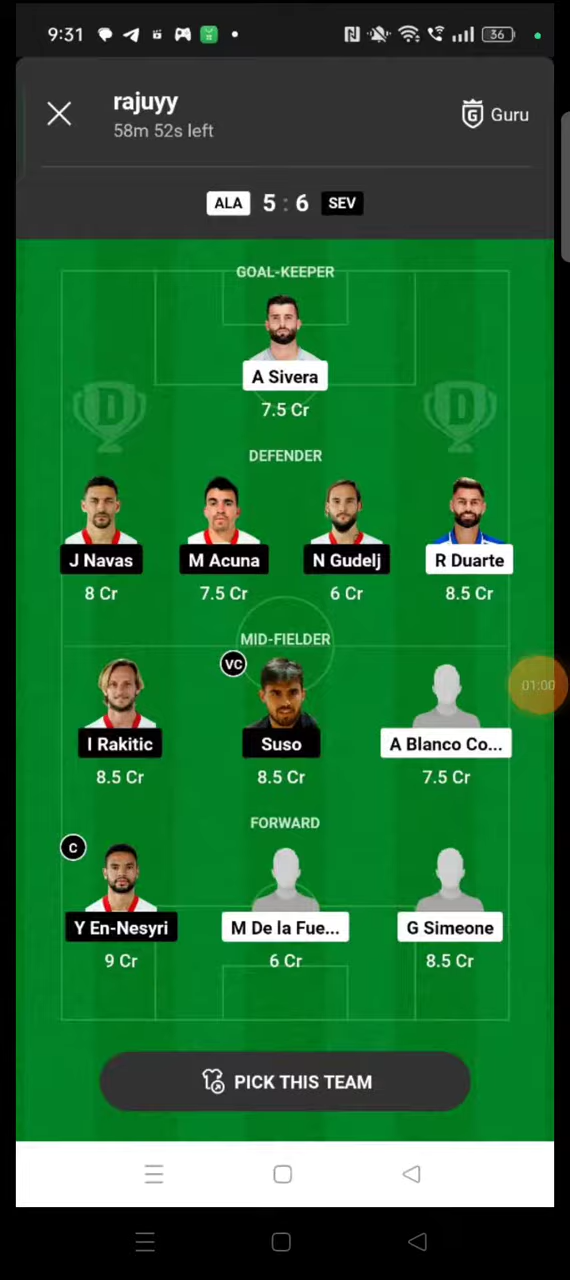 9:31
36
rajuyy
58m 52s left
G Guru
ALA 5 : 6 SEV
GOAL-KEEPER
A Sivera
7.5 Cr
D D
DEFENDER
J Navas M Acuna N Gudelj R Duarte
8 Cr 7.5 Cr 6 Cr 8.5 Cr
MID-FIELDER
VC
01:00
I Rakitic Suso A Blanco Co...
8.5 Cr 8.5 Cr 7.5 Cr
FORWARD
C
Y En-Nesyri M De la Fue... G Simeone
9 Cr 6 Cr 8.5 Cr
PICK THIS TEAM